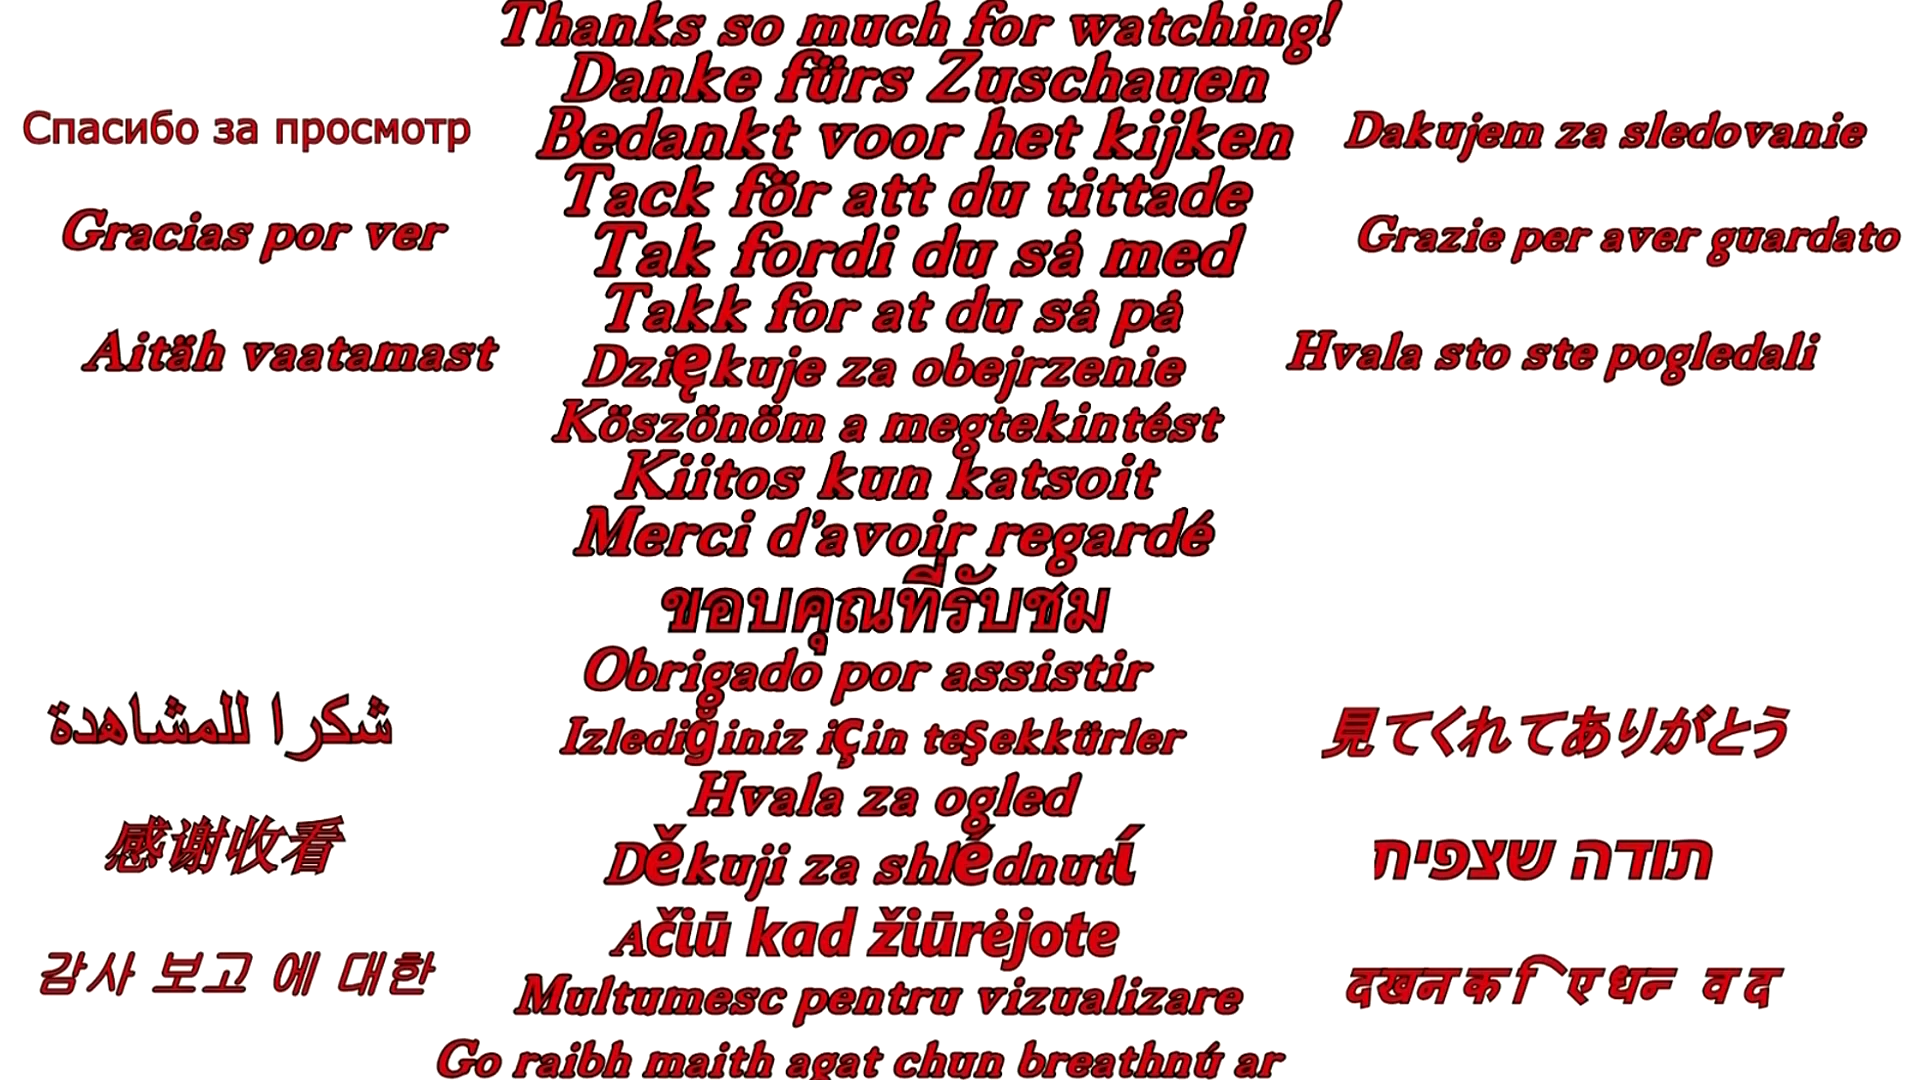 Thanks so much for watching!
Danke fürs Zuschauen
Bedankt voor het kijken
Tack för att du tittade
Tak fordi du så med
Takk for at du så på
Dziękuje za obejrzenie
Köszönöm a megtekintést
Kiitos kun katsoit
Merci d’avoir regardé
ขอบคุณที่รับชม
Obrigado por assistir
Izlediğiniz için teşekkürler
Hvala za ogled
Děkuji za shlédnutí
Ačiū kad žiūrėjote
Multumesc pentru vizualizare
Go raibh maith agat chun breathnú ar
Спасибо за просмотр
Gracias por ver
Aitäh vaatamast
شكرا للمشاهدة
感谢收看
감사 보고 에 대한
Dakujem za sledovanie
Grazie per aver guardato
Hvala sto ste pogledali
見てくれてありがとう
תודה שצפית